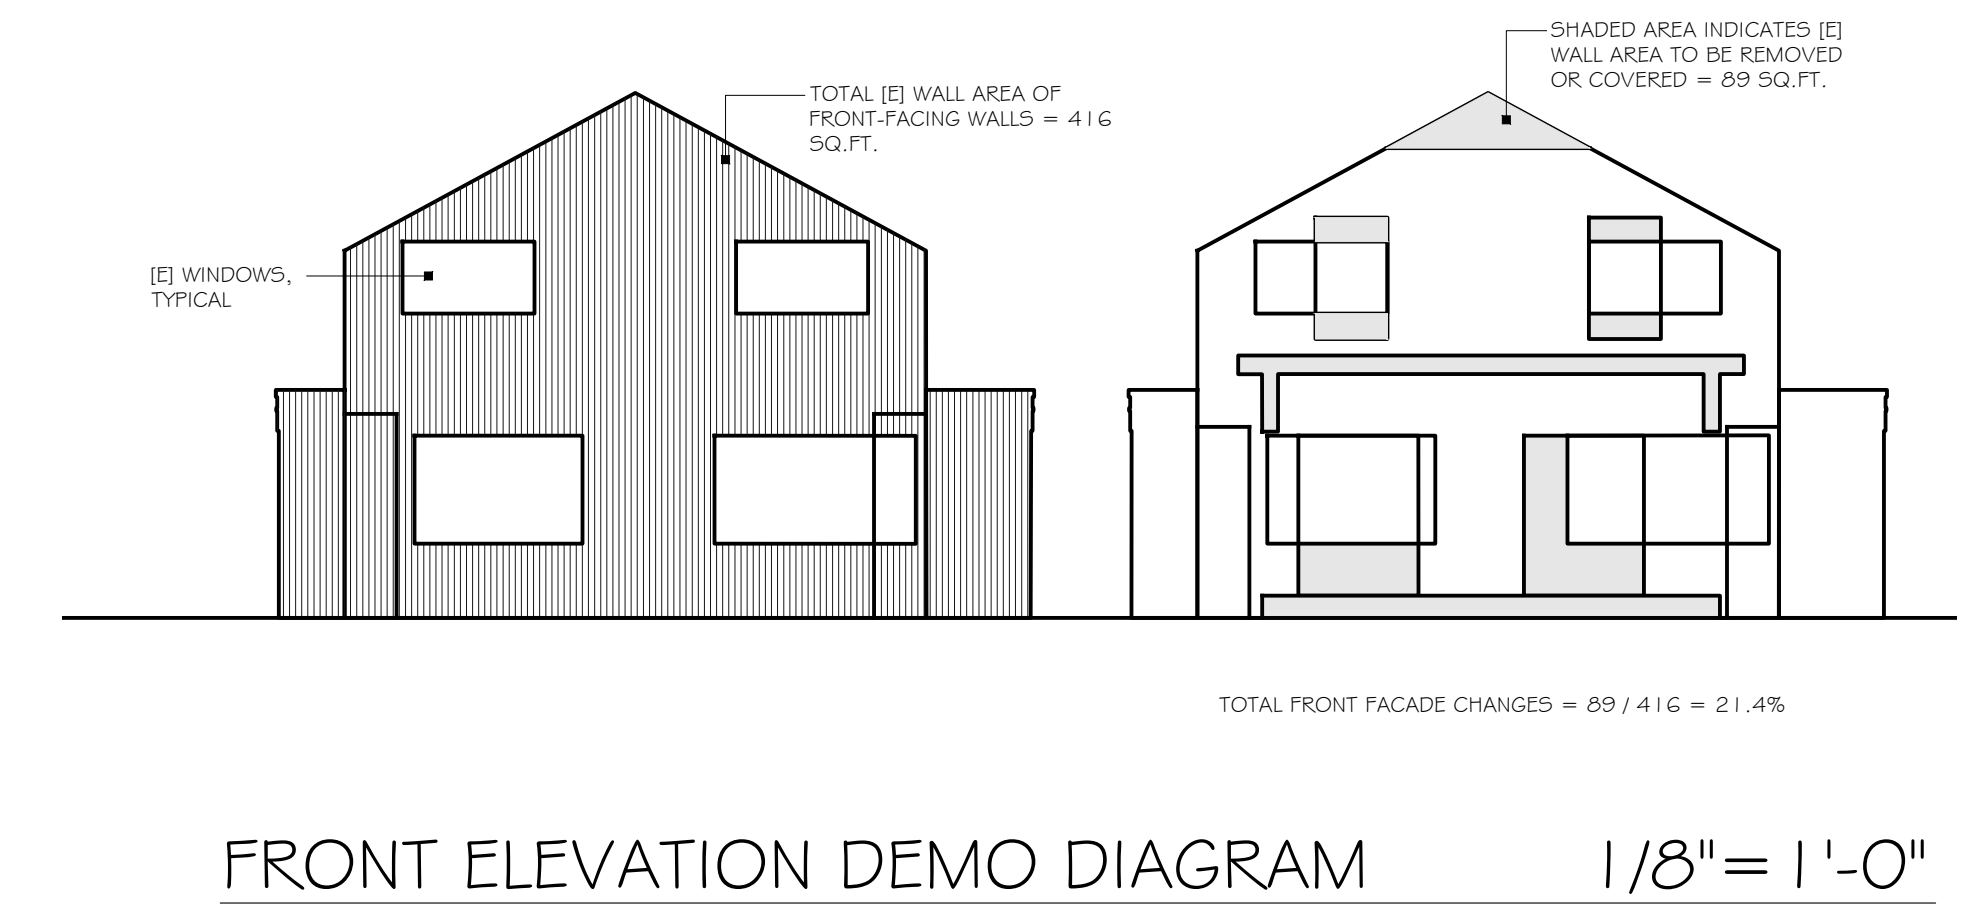 SHADED AREA INDICATES [E]
WALL AREA TO BE REMOVED
OR COVERED = 89 SQ.FT.
TOTAL [E] WALL AREA OF
FRONT-FACING WALLS = 416
SQ.FT.
[E] WINDOWS,
TYPICAL
TOTAL FRONT FACADE CHANGES = 89 / 416 = 21.4%
FRONT ELEVATION DEMO DIAGRAM 1/8"= 1'-0"